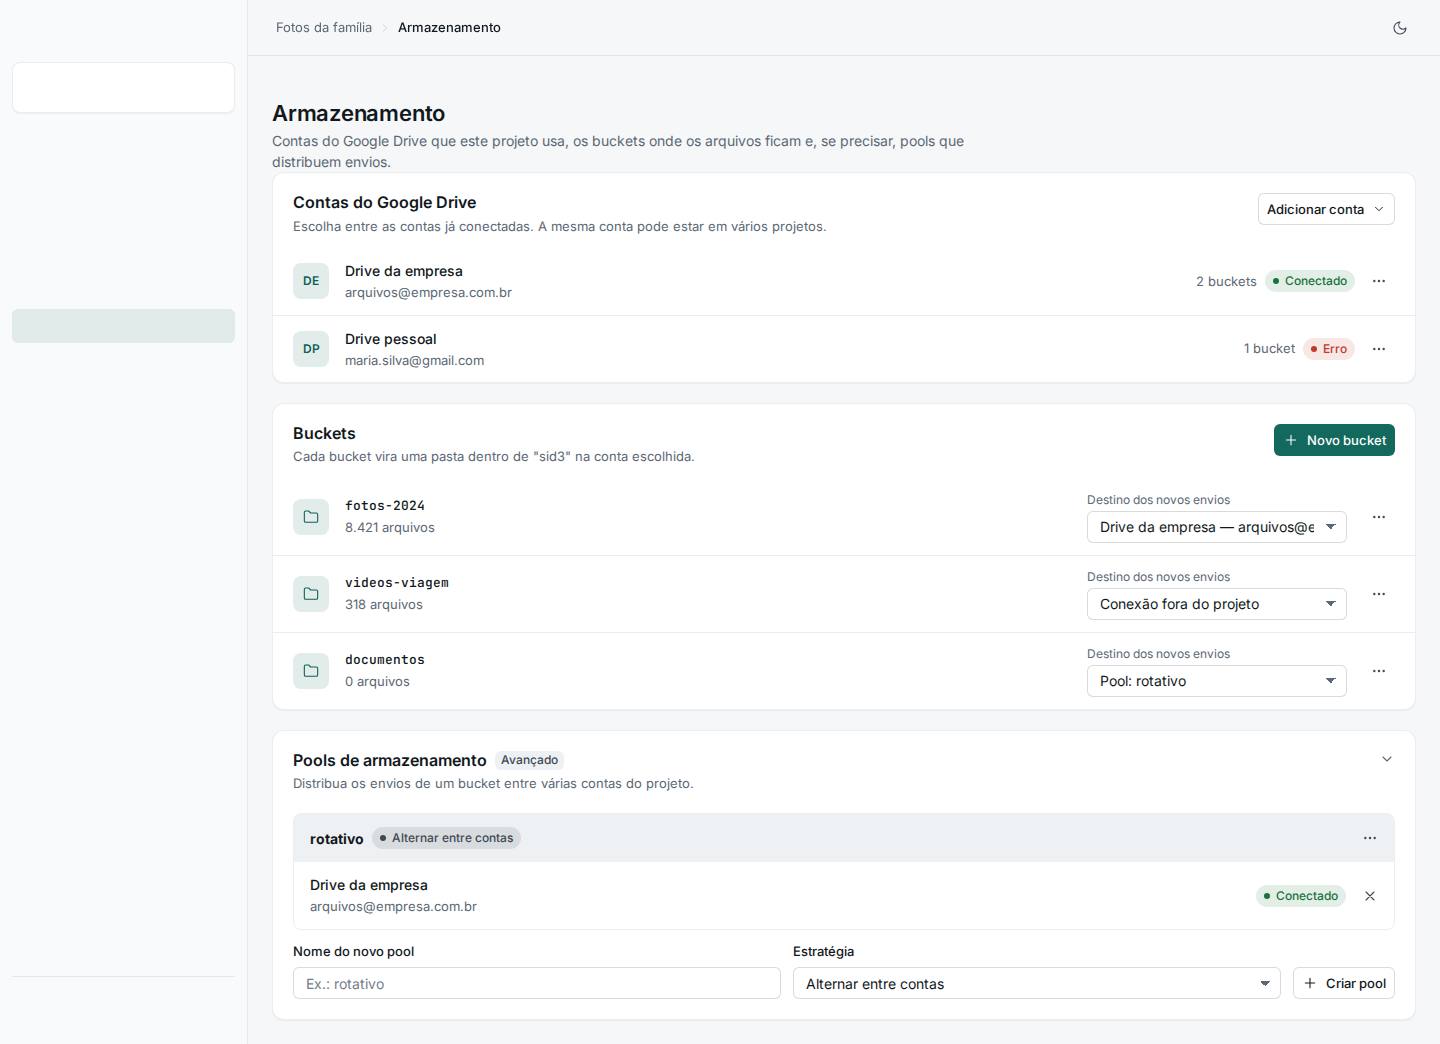 Fotos da família
Armazenamento
Armazenamento
Contas do Google Drive que este projeto usa, os buckets onde os arquivos ficam e, se precisar, pools que
distribuem envios.
Contas do Google Drive
Escolha entre as contas já conectadas. A mesma conta pode estar em vários projetos.
Adicionar conta
DE
Drive da empresa
arquivos@empresa.com.br
2 buckets
Conectado
DP
Drive pessoal
maria.silva@gmail.com
1 bucket
Erro
Buckets
Cada bucket vira uma pasta dentro de "sid3" na conta escolhida.
Novo bucket
fotos-2024
8.421 arquivos
Destino dos novos envios
Drive da empresa — arquivos@e
videos-viagem
318 arquivos
Destino dos novos envios
Conexão fora do projeto
documentos
0 arquivos
Destino dos novos envios
Pool: rotativo
Pools de armazenamento
Avançado
Distribua os envios de um bucket entre várias contas do projeto.
rotativo
Alternar entre contas
Drive da empresa
arquivos@empresa.com.br
Conectado
Nome do novo pool
Estratégia
Ex.: rotativo
Alternar entre contas
Criar pool